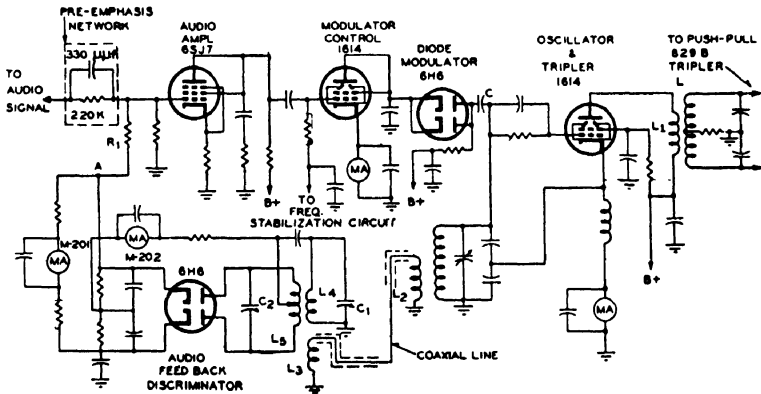 PRE-EMPHASIS
NETWORK
330 UUF
220K
TO
AUDIO
SIGNAL
R1
A
AUDIO
AMPL
6SJ7
MODULATOR
CONTROL
1614
DIODE
MODULATOR
6H6
C
OSCILLATOR
&
TRIPLER
1614
TO PUSH-PULL
829 B
TRIPLER
L
L1
B+
MA
B+
TO
FREQ.
STABILIZATION CIRCUIT
B+
M-201
MA
MA
M-202
6H6
C2
L4
C1
L5
L2
L3
MA
COAXIAL LINE
AUDIO
FEED BACK
DISCRIMINATOR